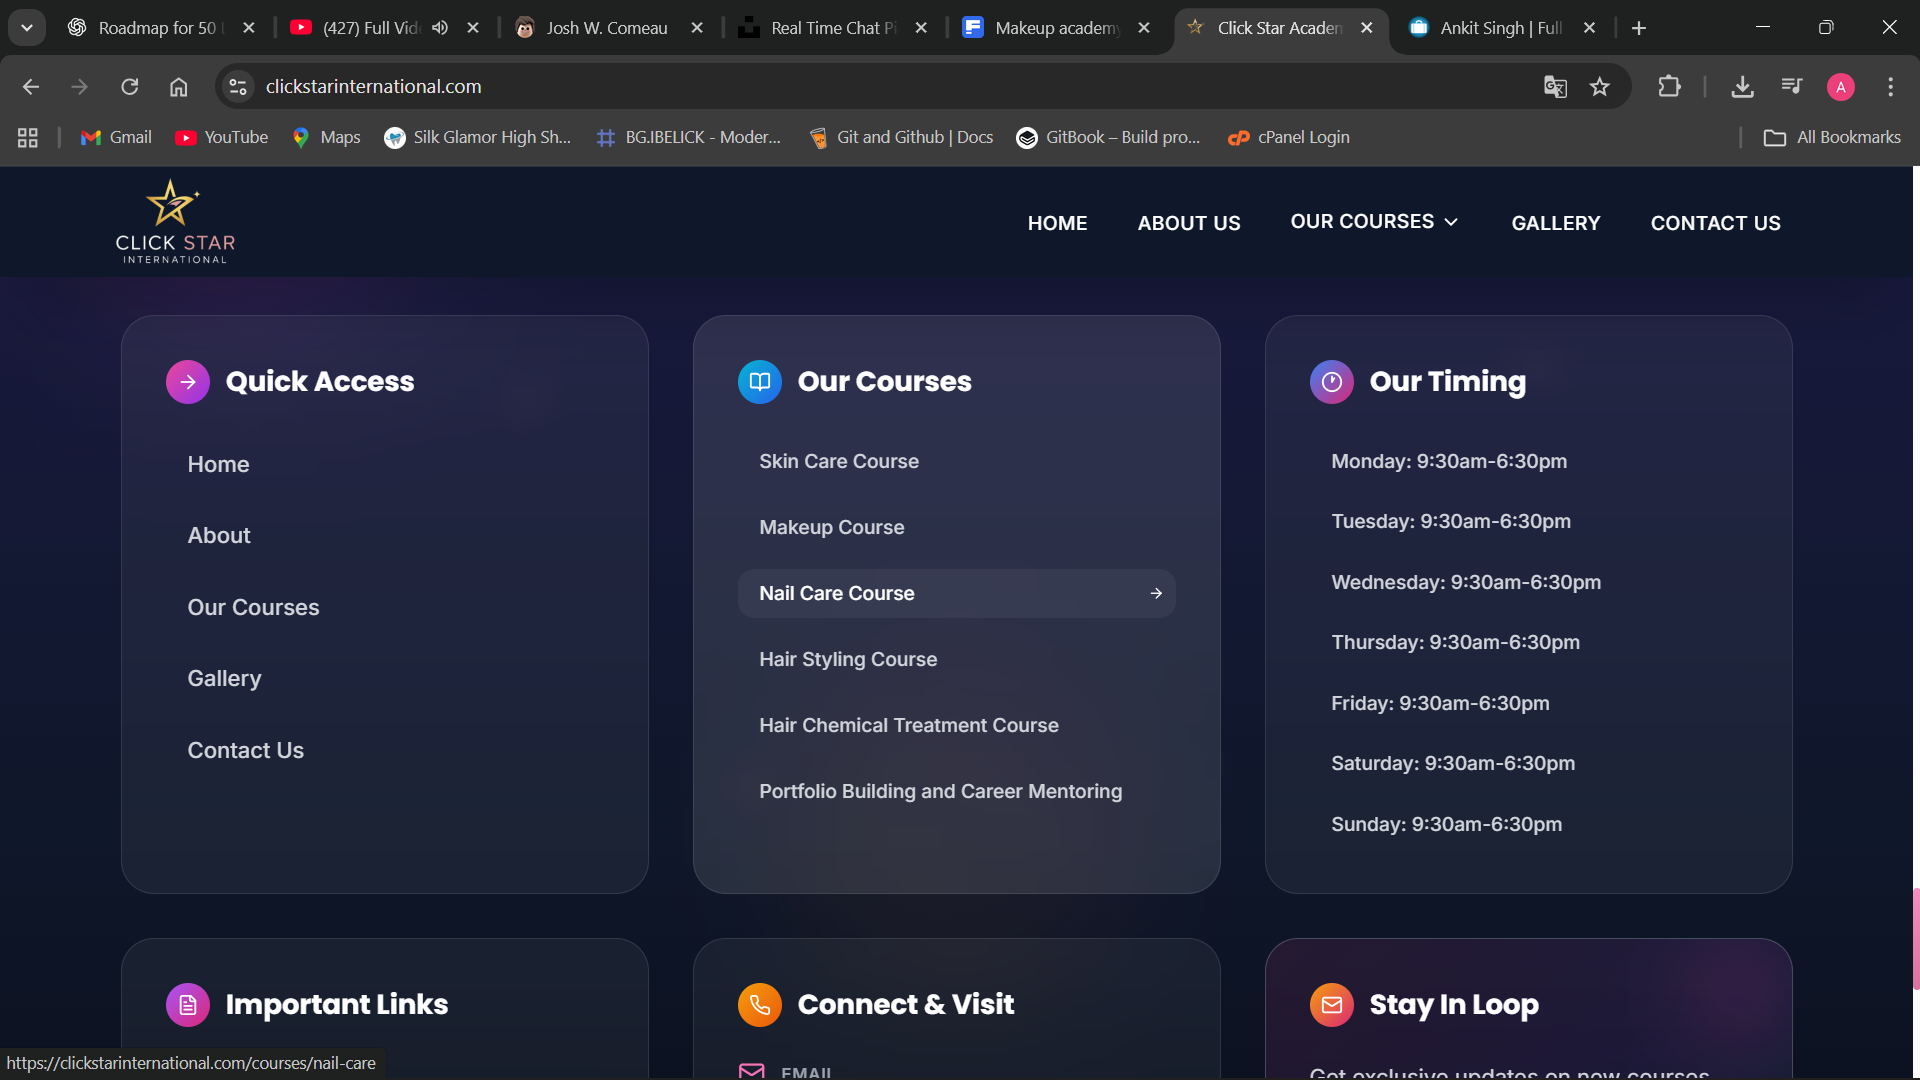 Roadmap for 50
(427) Full Vid
Josh W. Comeau
Real Time Chat
Makeup academy
Click Star Academ
Ankit Singh | Full
clickstarinternational.com
A
Gmail
YouTube
Maps
Silk Glamor High Sh...
BG.IBELICK - Moder...
Git and Github | Docs
GitBook – Build pro...
cPanel Login
All Bookmarks
CLICK STAR
INTERNATIONAL
HOME
ABOUT US
OUR COURSES
GALLERY
CONTACT US
Quick Access
Home
About
Our Courses
Gallery
Contact Us
Our Courses
Skin Care Course
Makeup Course
Nail Care Course
Hair Styling Course
Hair Chemical Treatment Course
Portfolio Building and Career Mentoring
Our Timing
Monday: 9:30am-6:30pm
Tuesday: 9:30am-6:30pm
Wednesday: 9:30am-6:30pm
Thursday: 9:30am-6:30pm
Friday: 9:30am-6:30pm
Saturday: 9:30am-6:30pm
Sunday: 9:30am-6:30pm
Important Links
Connect & Visit
EMAIL
Stay In Loop
Get exclusive updates on new courses
https://clickstarinternational.com/courses/nail-care